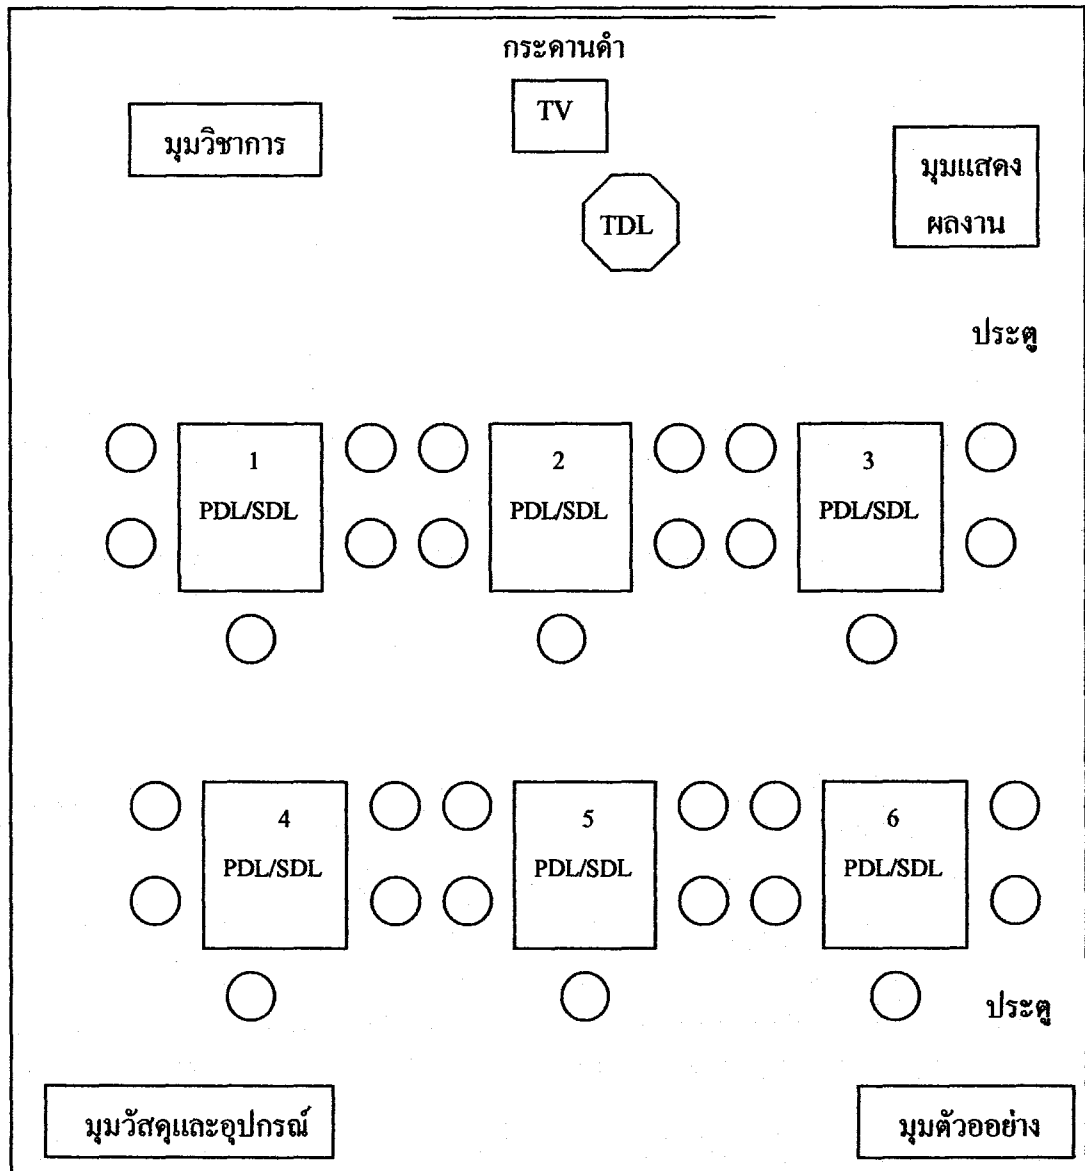 กระดานดำ
TV
มุมวิชาการ
มุมแสดง
ผลงาน
TDL
ประตู
1
PDL/SDL
2
PDL/SDL
3
PDL/SDL
4
PDL/SDL
5
PDL/SDL
6
PDL/SDL
ประตู
มุมวัสดุและอุปกรณ์
มุมตัวออย่าง